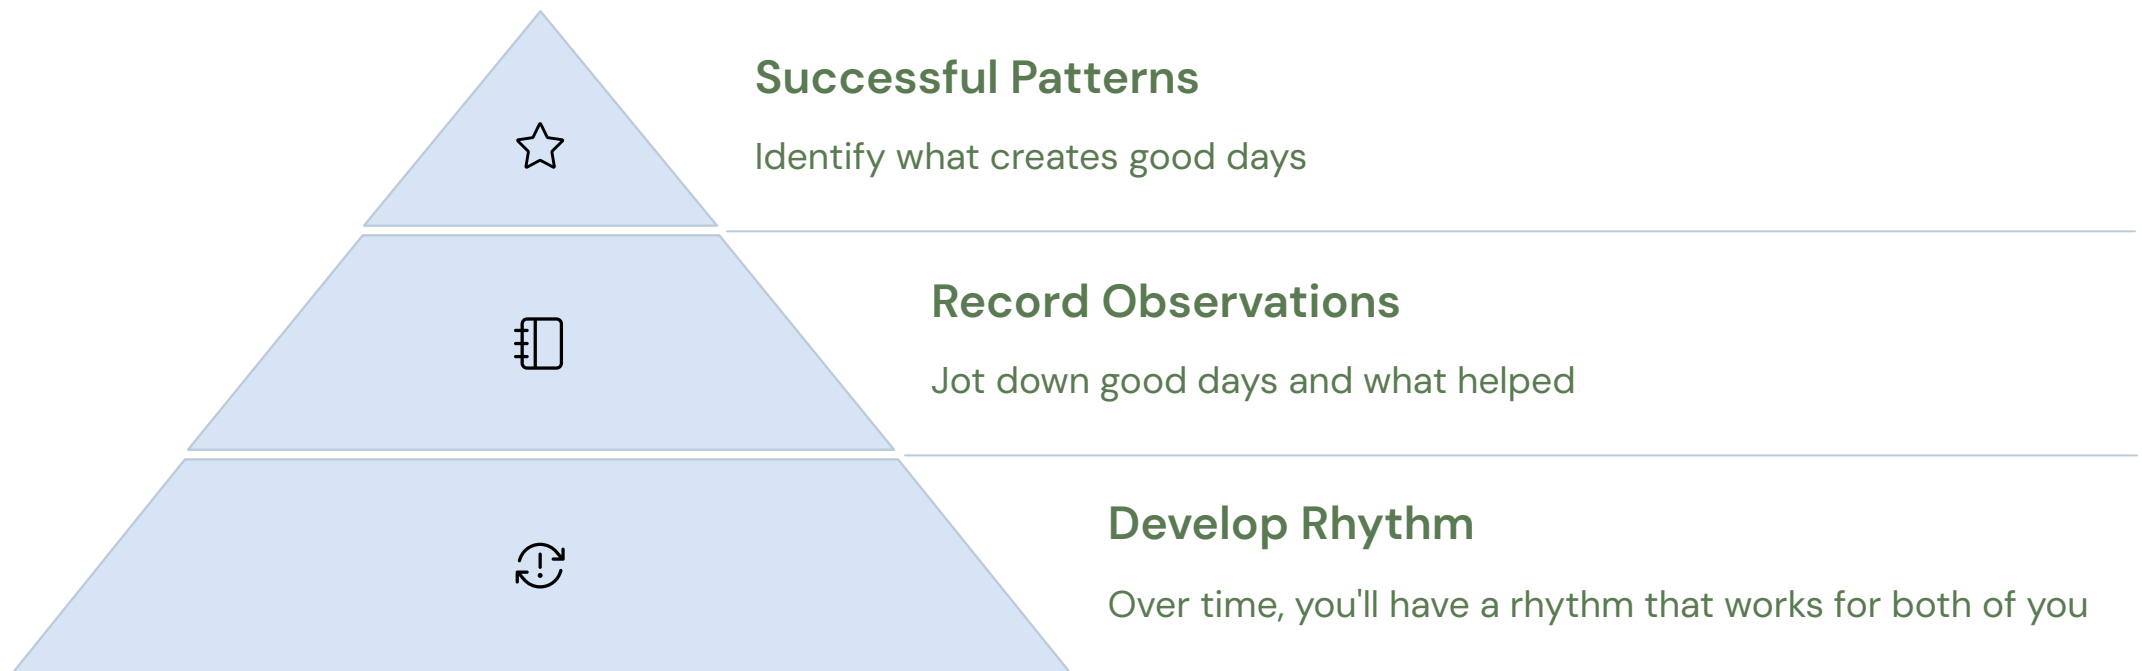 Successful Patterns
Identify what creates good days
Record Observations
Jot down good days and what helped
Develop Rhythm
Over time, you'll have a rhythm that works for both of you